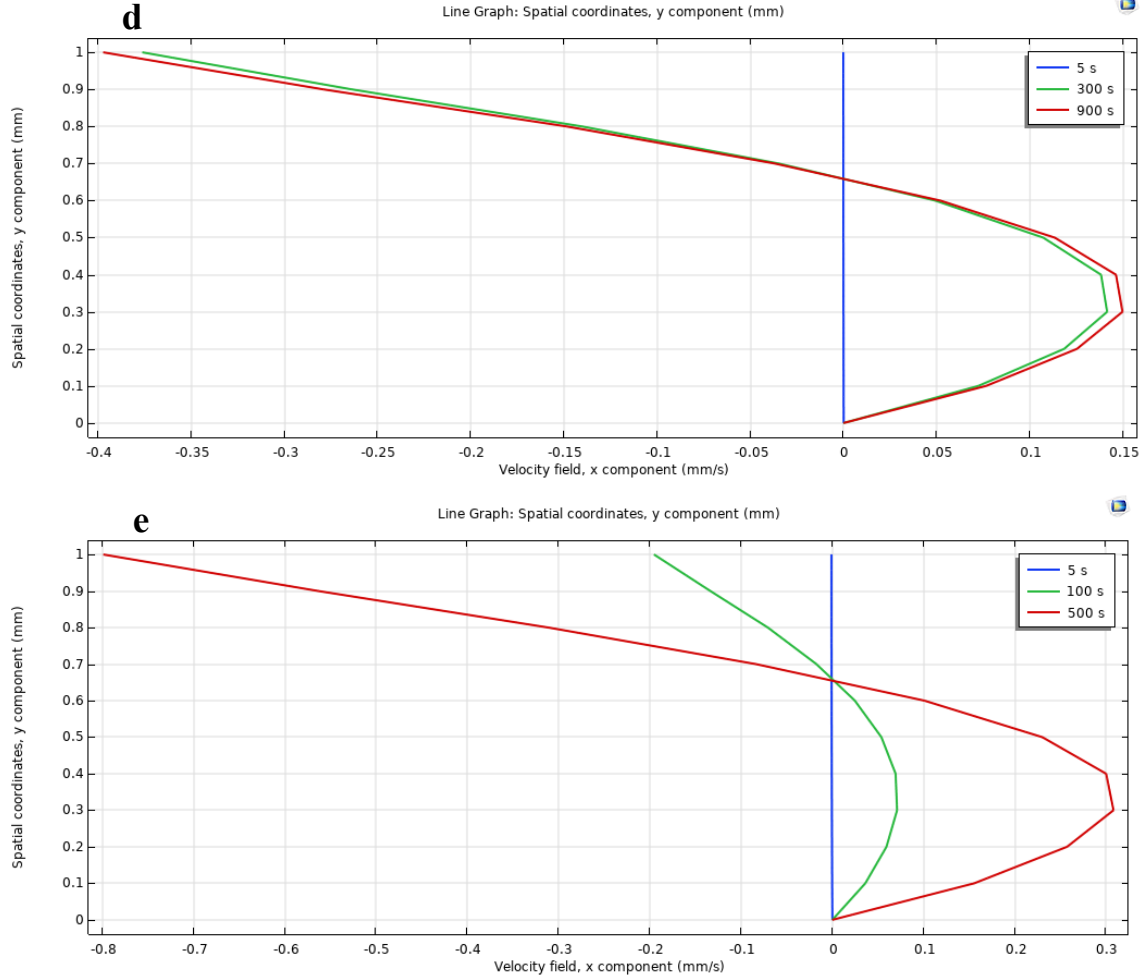 d
Line Graph: Spatial coordinates, y component (mm)
Spatial coordinates, y component (mm)
1
0.9
0.8
0.7
0.6
0.5
0.4
0.3
0.2
0.1
0
5 s
300 s
900 s
-0.4 -0.35 -0.3 -0.25 -0.2 -0.15 -0.1 -0.05 0 0.05 0.1 0.15
Velocity field, x component (mm/s)
e
Line Graph: Spatial coordinates, y component (mm)
Spatial coordinates, y component (mm)
1
0.9
0.8
0.7
0.6
0.5
0.4
0.3
0.2
0.1
0
5 s
100 s
500 s
-0.8 -0.7 -0.6 -0.5 -0.4 -0.3 -0.2 -0.1 0 0.1 0.2 0.3
Velocity field, x component (mm/s)